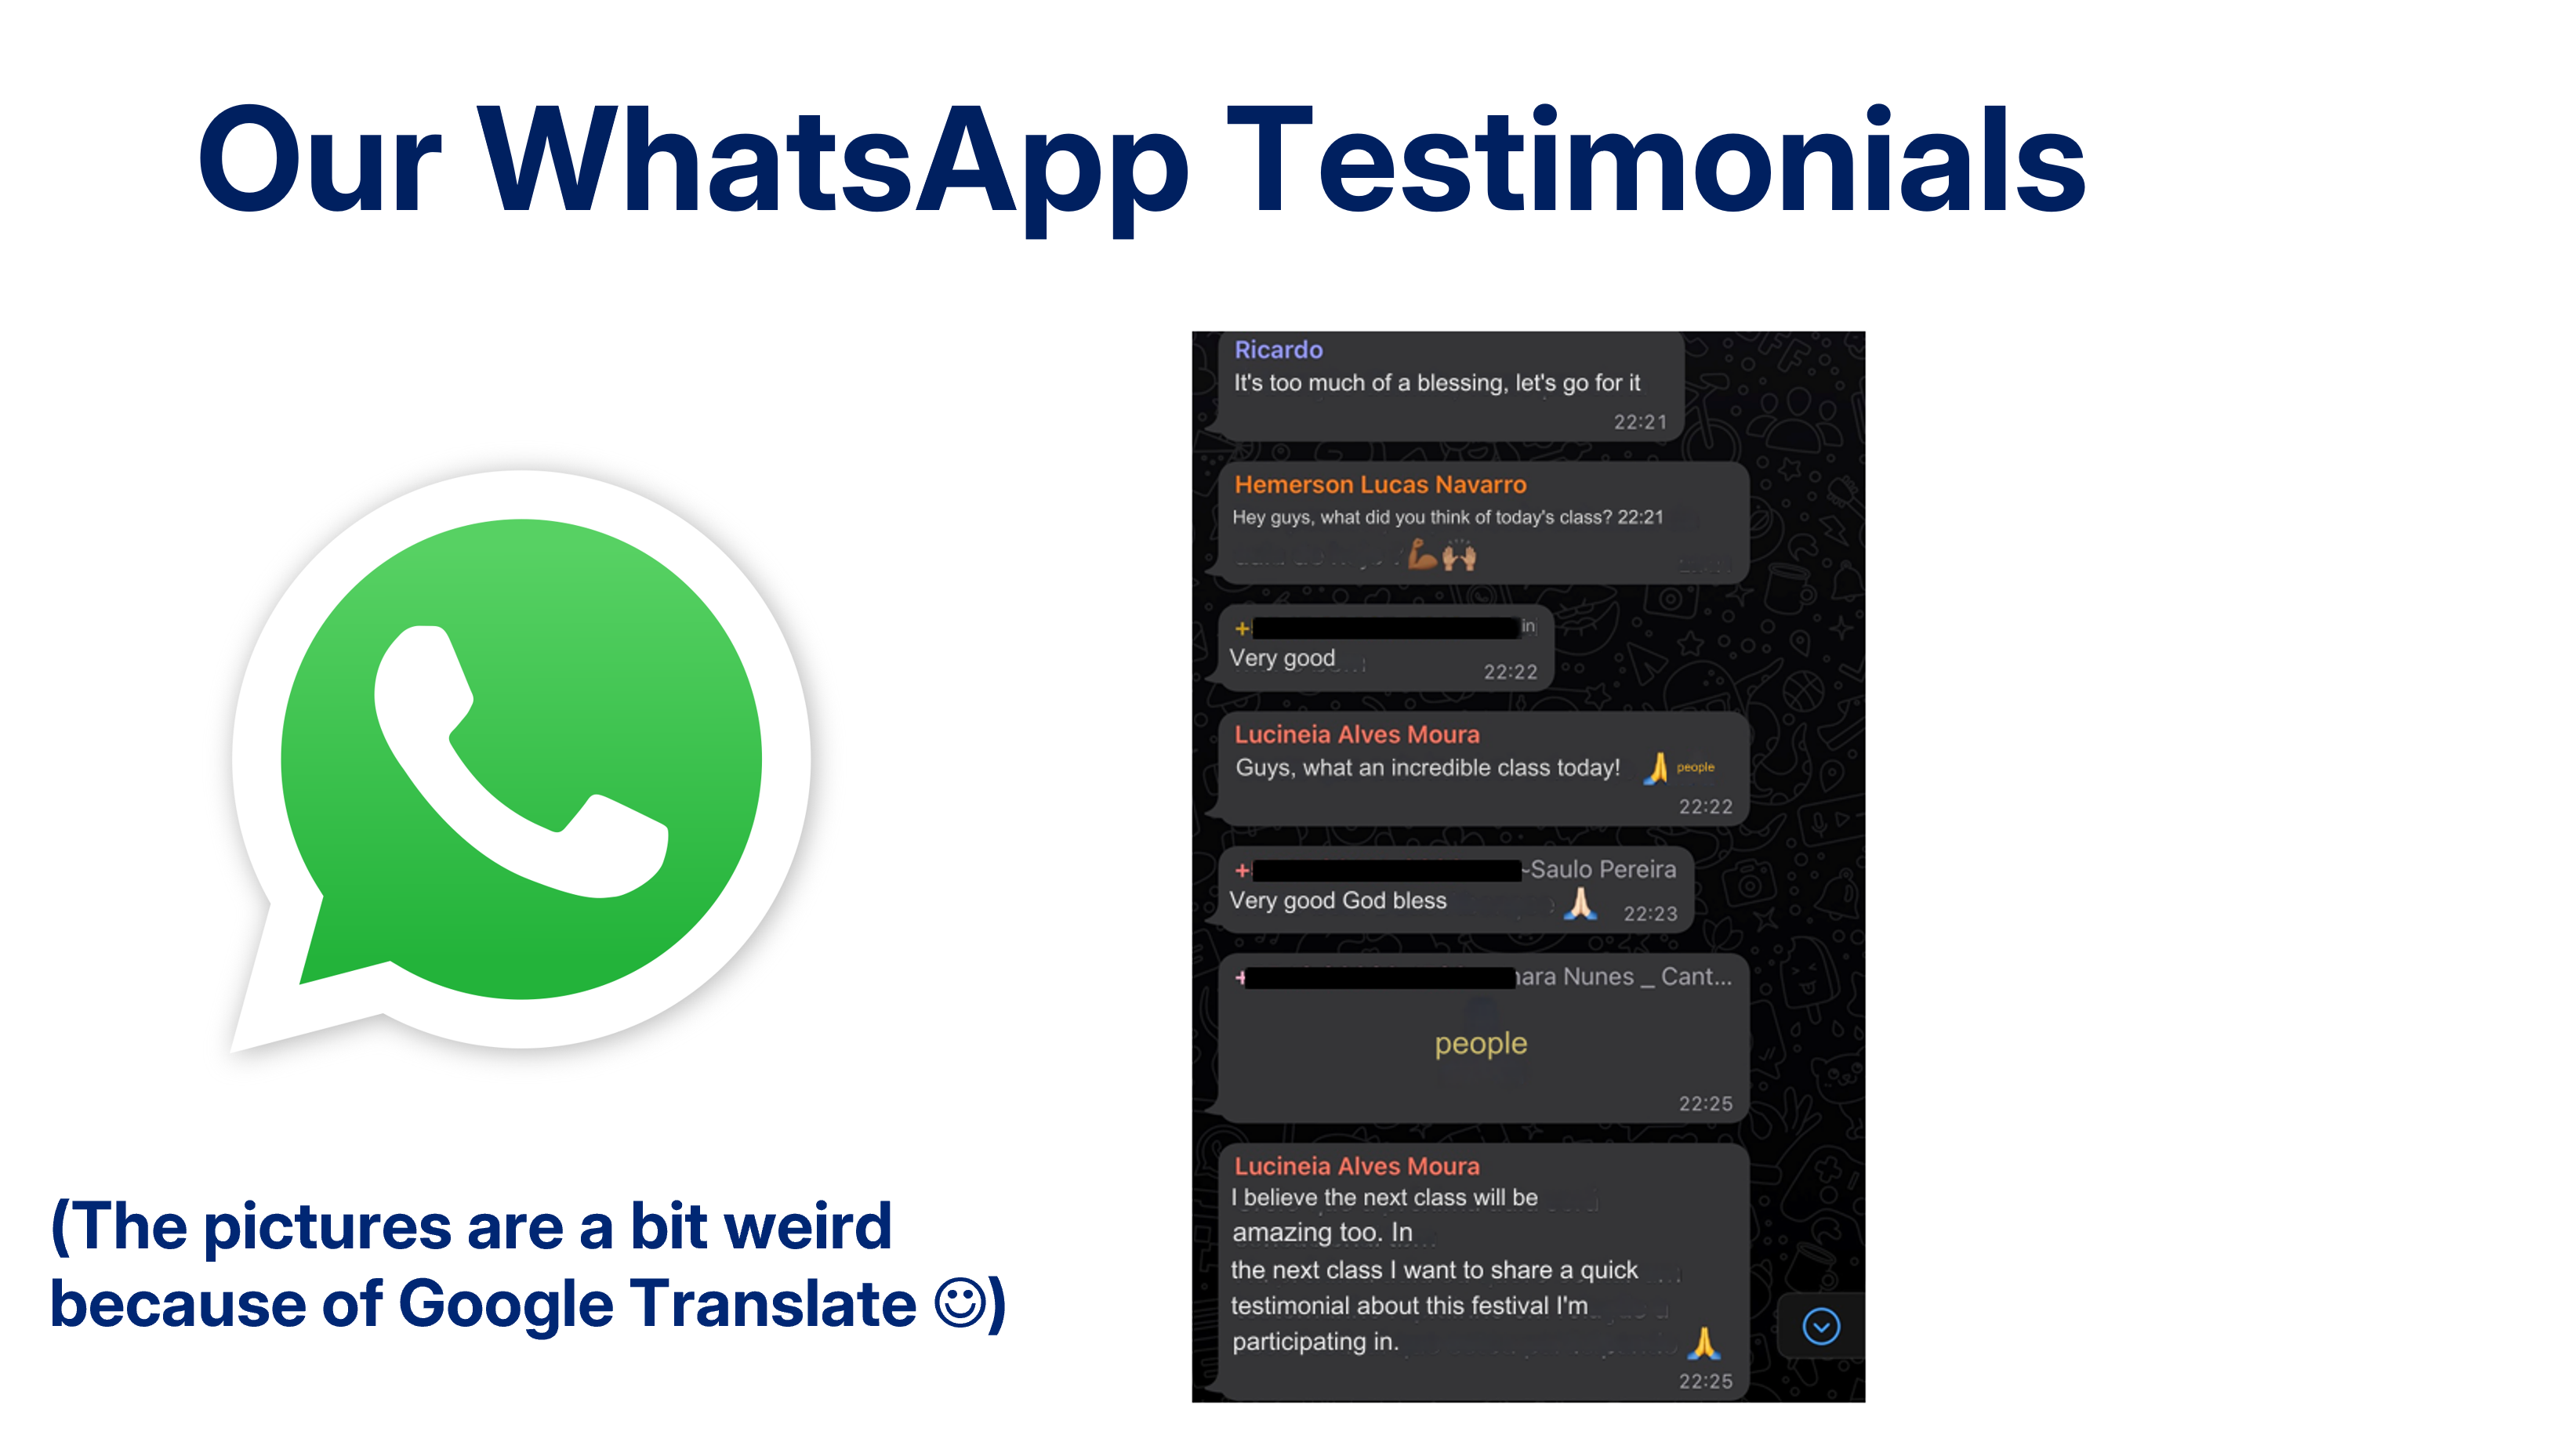 Our WhatsApp Testimonials
Ricardo
It's too much of a blessing, let's go for it
22:21
Hemerson Lucas Navarro
Hey guys, what did you think of today's class? 22:21
💪🏾🙌🏼
+ in
Very good
22:22
Lucineia Alves Moura
Guys, what an incredible class today! 🙏 people
22:22
+ ~Saulo Pereira
Very good God bless 🙏🏻 22:23
+ nara Nunes _ Cant...
people
22:25
Lucineia Alves Moura
I believe the next class will be
amazing too. In
the next class I want to share a quick
testimonial about this festival I'm
participating in. 🙏
22:25
(The pictures are a bit weird
because of Google Translate ☺)